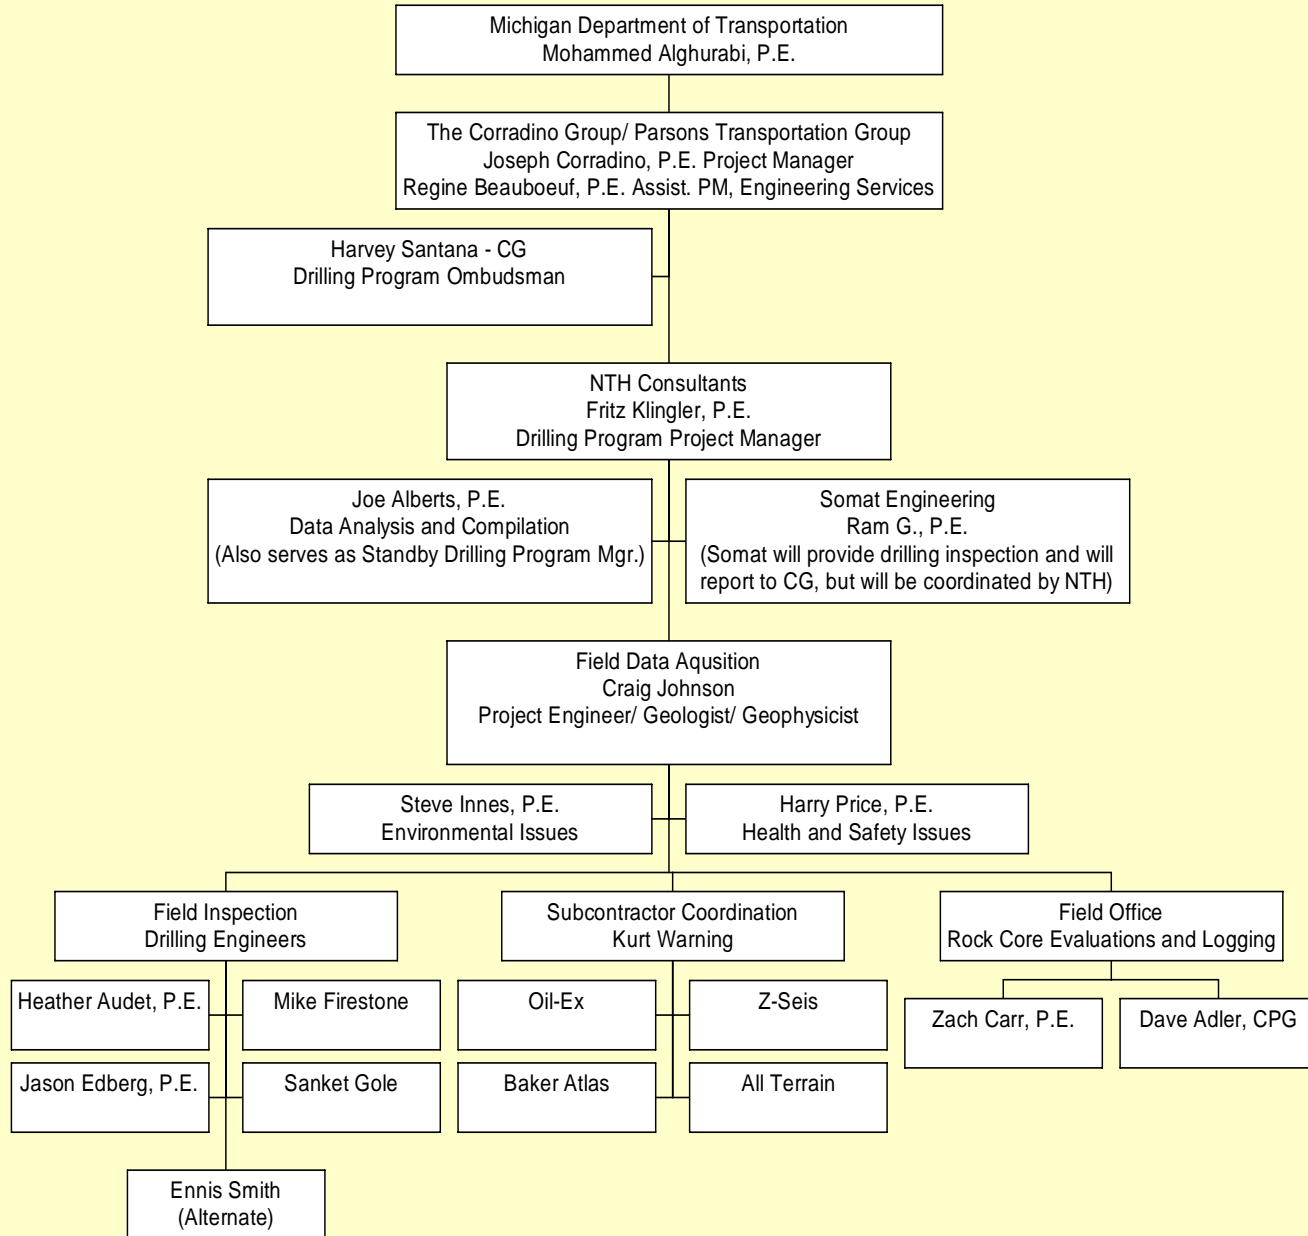 Michigan Department of Transportation
Mohammed Alghurabi, P.E.
The Corradino Group/ Parsons Transportation Group
Joseph Corradino, P.E. Project Manager
Regine Beauboeuf, P.E. Assist. PM, Engineering Services
Harvey Santana - CG
Drilling Program Ombudsman
NTH Consultants
Fritz Klingler, P.E.
Drilling Program Project Manager
Joe Alberts, P.E.
Data Analysis and Compilation
(Also serves as Standby Drilling Program Mgr.)
Somat Engineering
Ram G., P.E.
(Somat will provide drilling inspection and will
report to CG, but will be coordinated by NTH)
Field Data Aqusition
Craig Johnson
Project Engineer/ Geologist/ Geophysicist
Steve Innes, P.E.
Environmental Issues
Harry Price, P.E.
Health and Safety Issues
Field Inspection
Drilling Engineers
Subcontractor Coordination
Kurt Warning
Field Office
Rock Core Evaluations and Logging
Heather Audet, P.E.
Mike Firestone
Oil-Ex
Z-Seis
Zach Carr, P.E.
Dave Adler, CPG
Jason Edberg, P.E.
Sanket Gole
Baker Atlas
All Terrain
Ennis Smith
(Alternate)